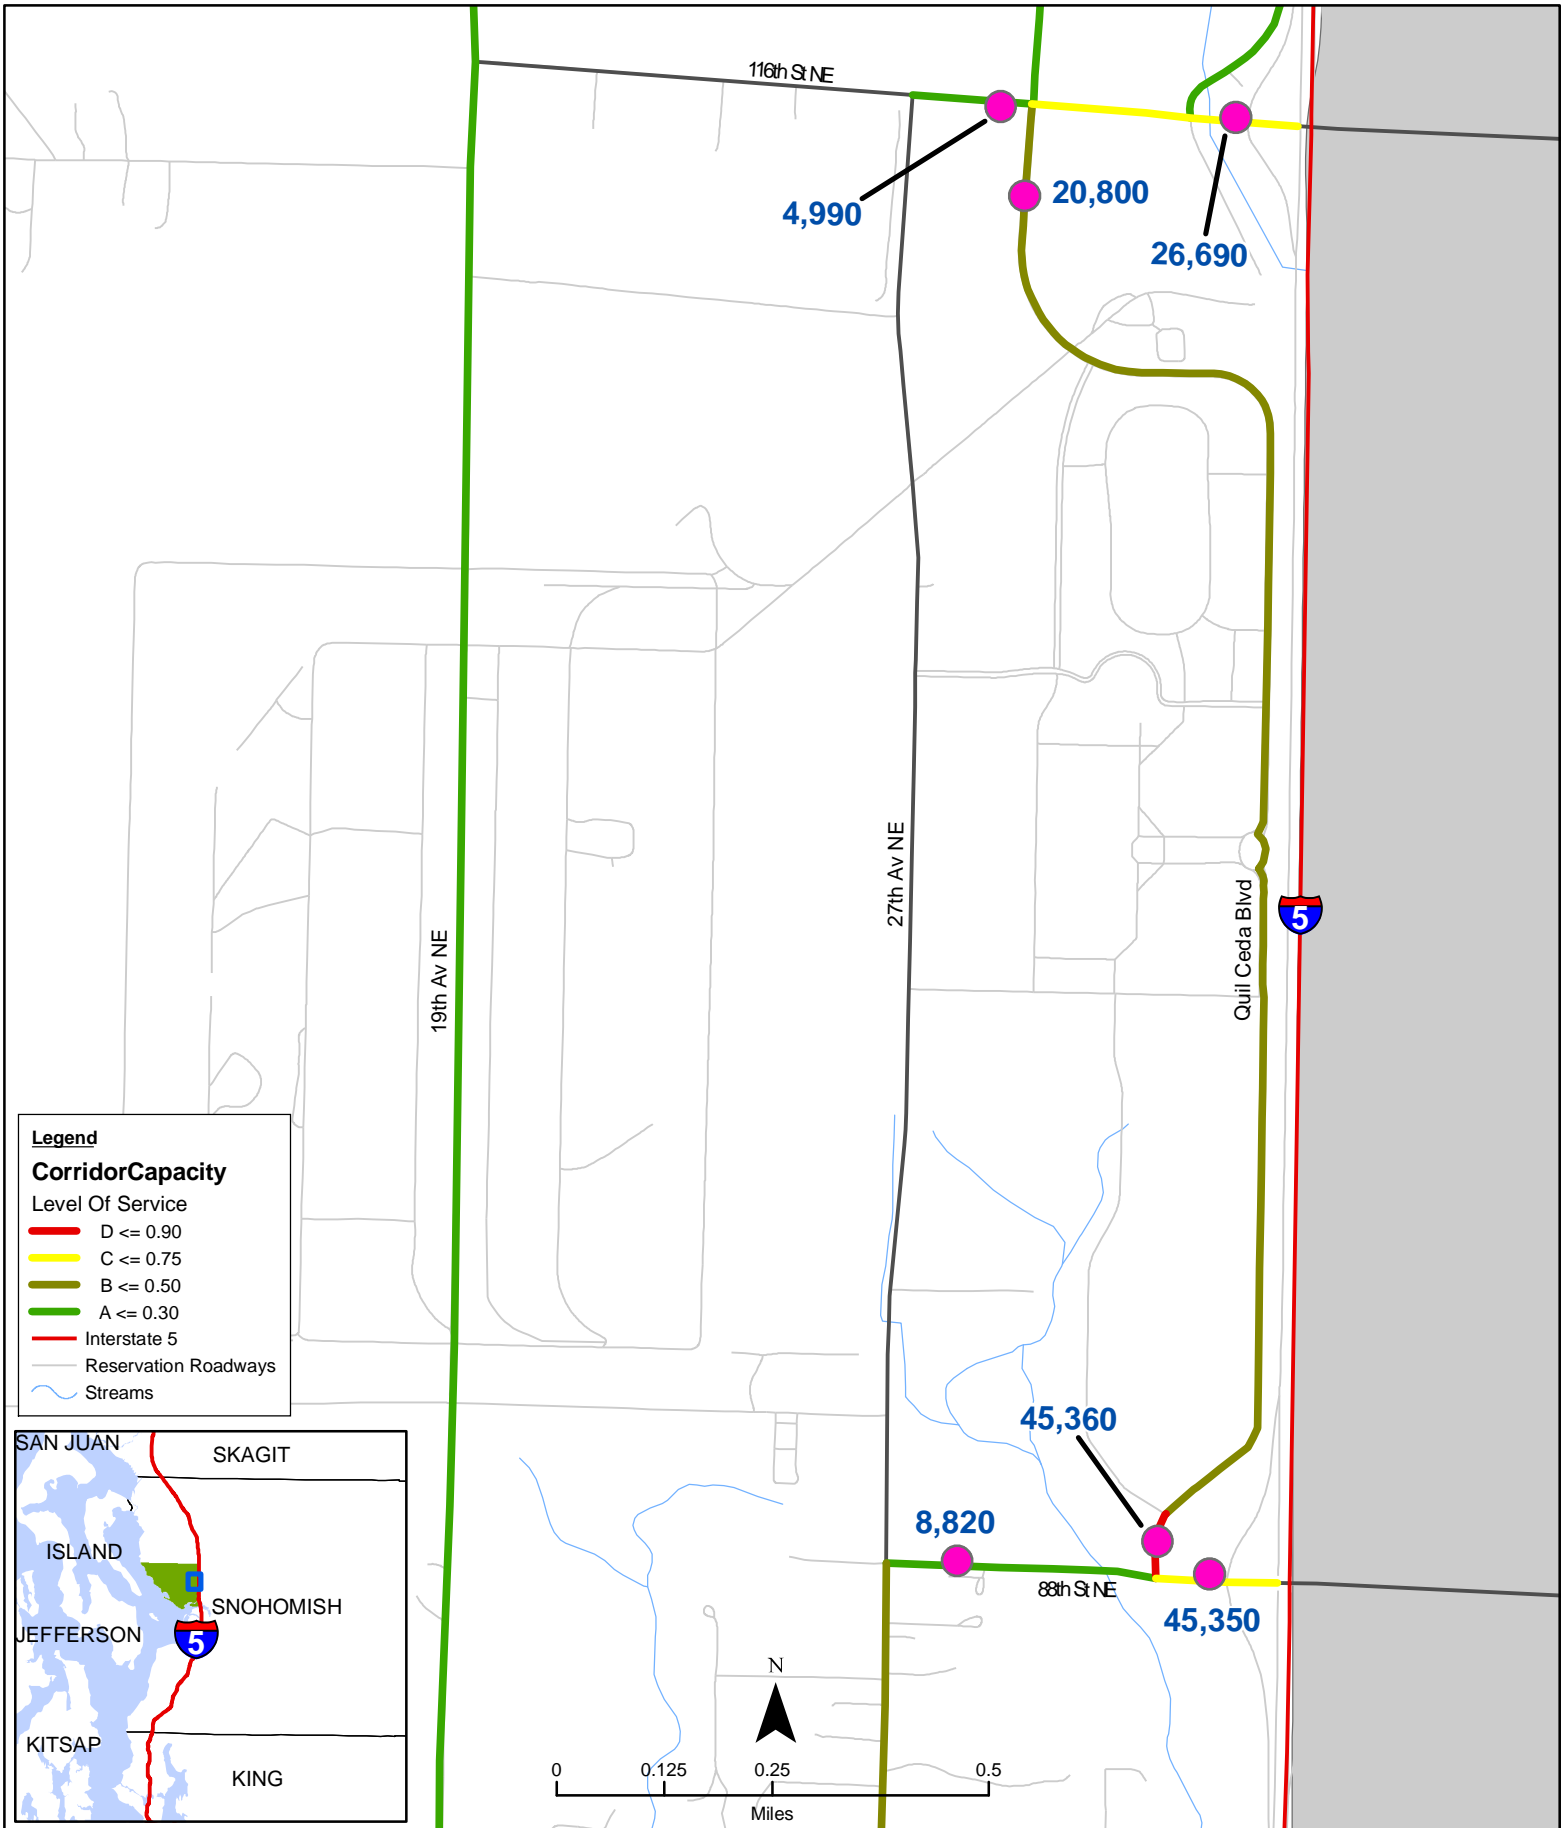 116th St NE
4,990
20,800
26,690
27th Av NE
19th Av NE
Quil Ceda Blvd
5
Legend
CorridorCapacity
Level Of Service
D <= 0.90
C <= 0.75
B <= 0.50
A <= 0.30
Interstate 5
Reservation Roadways
Streams
45,360
8,820
88th St NE
45,350
SAN JUAN
SKAGIT
ISLAND
SNOHOMISH
JEFFERSON
5
KITSAP
KING
N
0 0.125 0.25 0.5
Miles